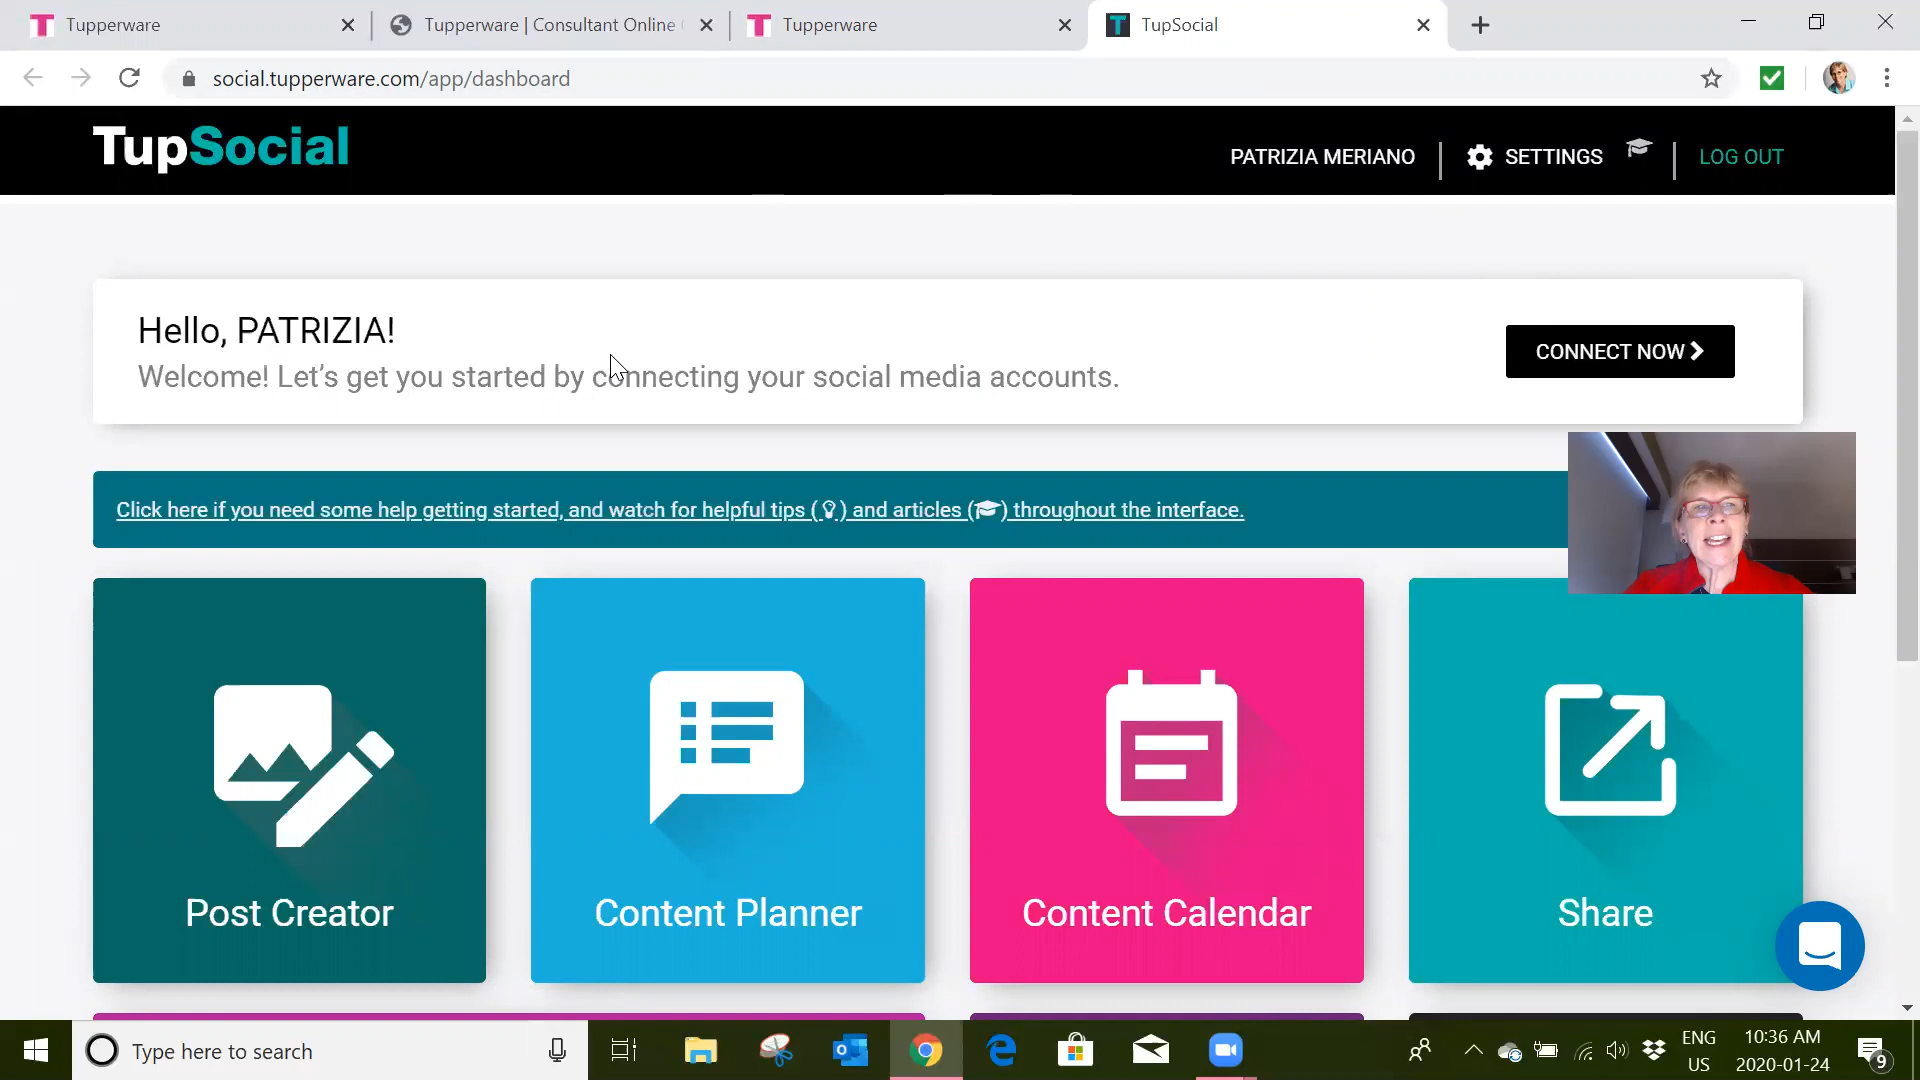 Tupperware
Tupperware | Consultant Online
Tupperware
TupSocial
social.tupperware.com/app/dashboard
TupSocial
PATRIZIA MERIANO
SETTINGS
LOG OUT
Hello, PATRIZIA!
Welcome! Let's get you started by connecting your social media accounts.
CONNECT NOW
Click here if you need some help getting started, and watch for helpful tips ( ) and articles ( ) throughout the interface.
Post Creator
Content Planner
Content Calendar
Share
Type here to search
ENG
US
10:36 AM
2020-01-24
9